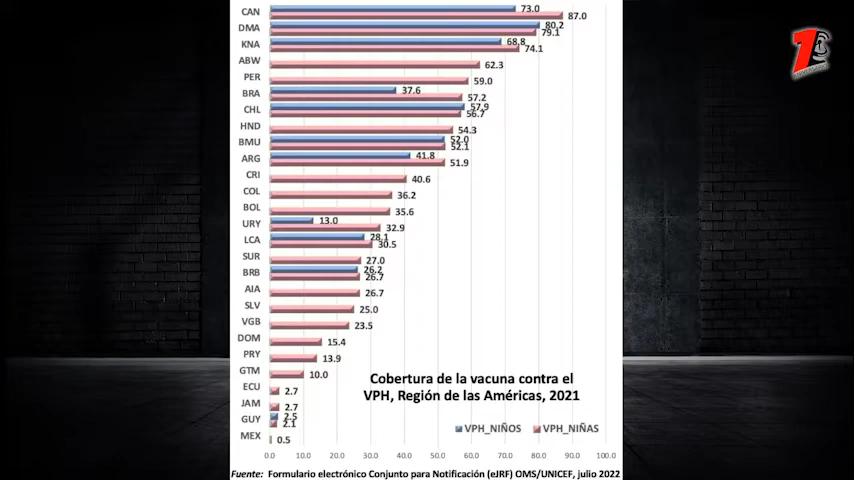 CAN 73.0
87.0
DMA 80.2
79.1
KNA 68.8
74.1
ABW 62.3
PER 59.0
BRA 37.6
57.2
CHL 57.9
56.7
HND 54.3
BMU 52.0
52.1
ARG 41.8
51.9
CRI 40.6
COL 36.2
BOL 35.6
URY 13.0
32.9
LCA 28.1
30.5
SUR 27.0
BRB 26.2
26.7
AIA 26.7
SLV 25.0
VGB 23.5
DOM 15.4
PRY 13.9
GTM 10.0
ECU 2.7
JAM 2.7
GUY 2.5
2.1
MEX 0.5
0.0 10.0 20.0 30.0 40.0 50.0 60.0 70.0 80.0 90.0 100.0
Cobertura de la vacuna contra el
VPH, Región de las Américas, 2021
VPH_NIÑOS VPH_NIÑAS
Fuente: Formulario electrónico Conjunto para Notificación (eJRF) OMS/UNICEF, julio 2022
1